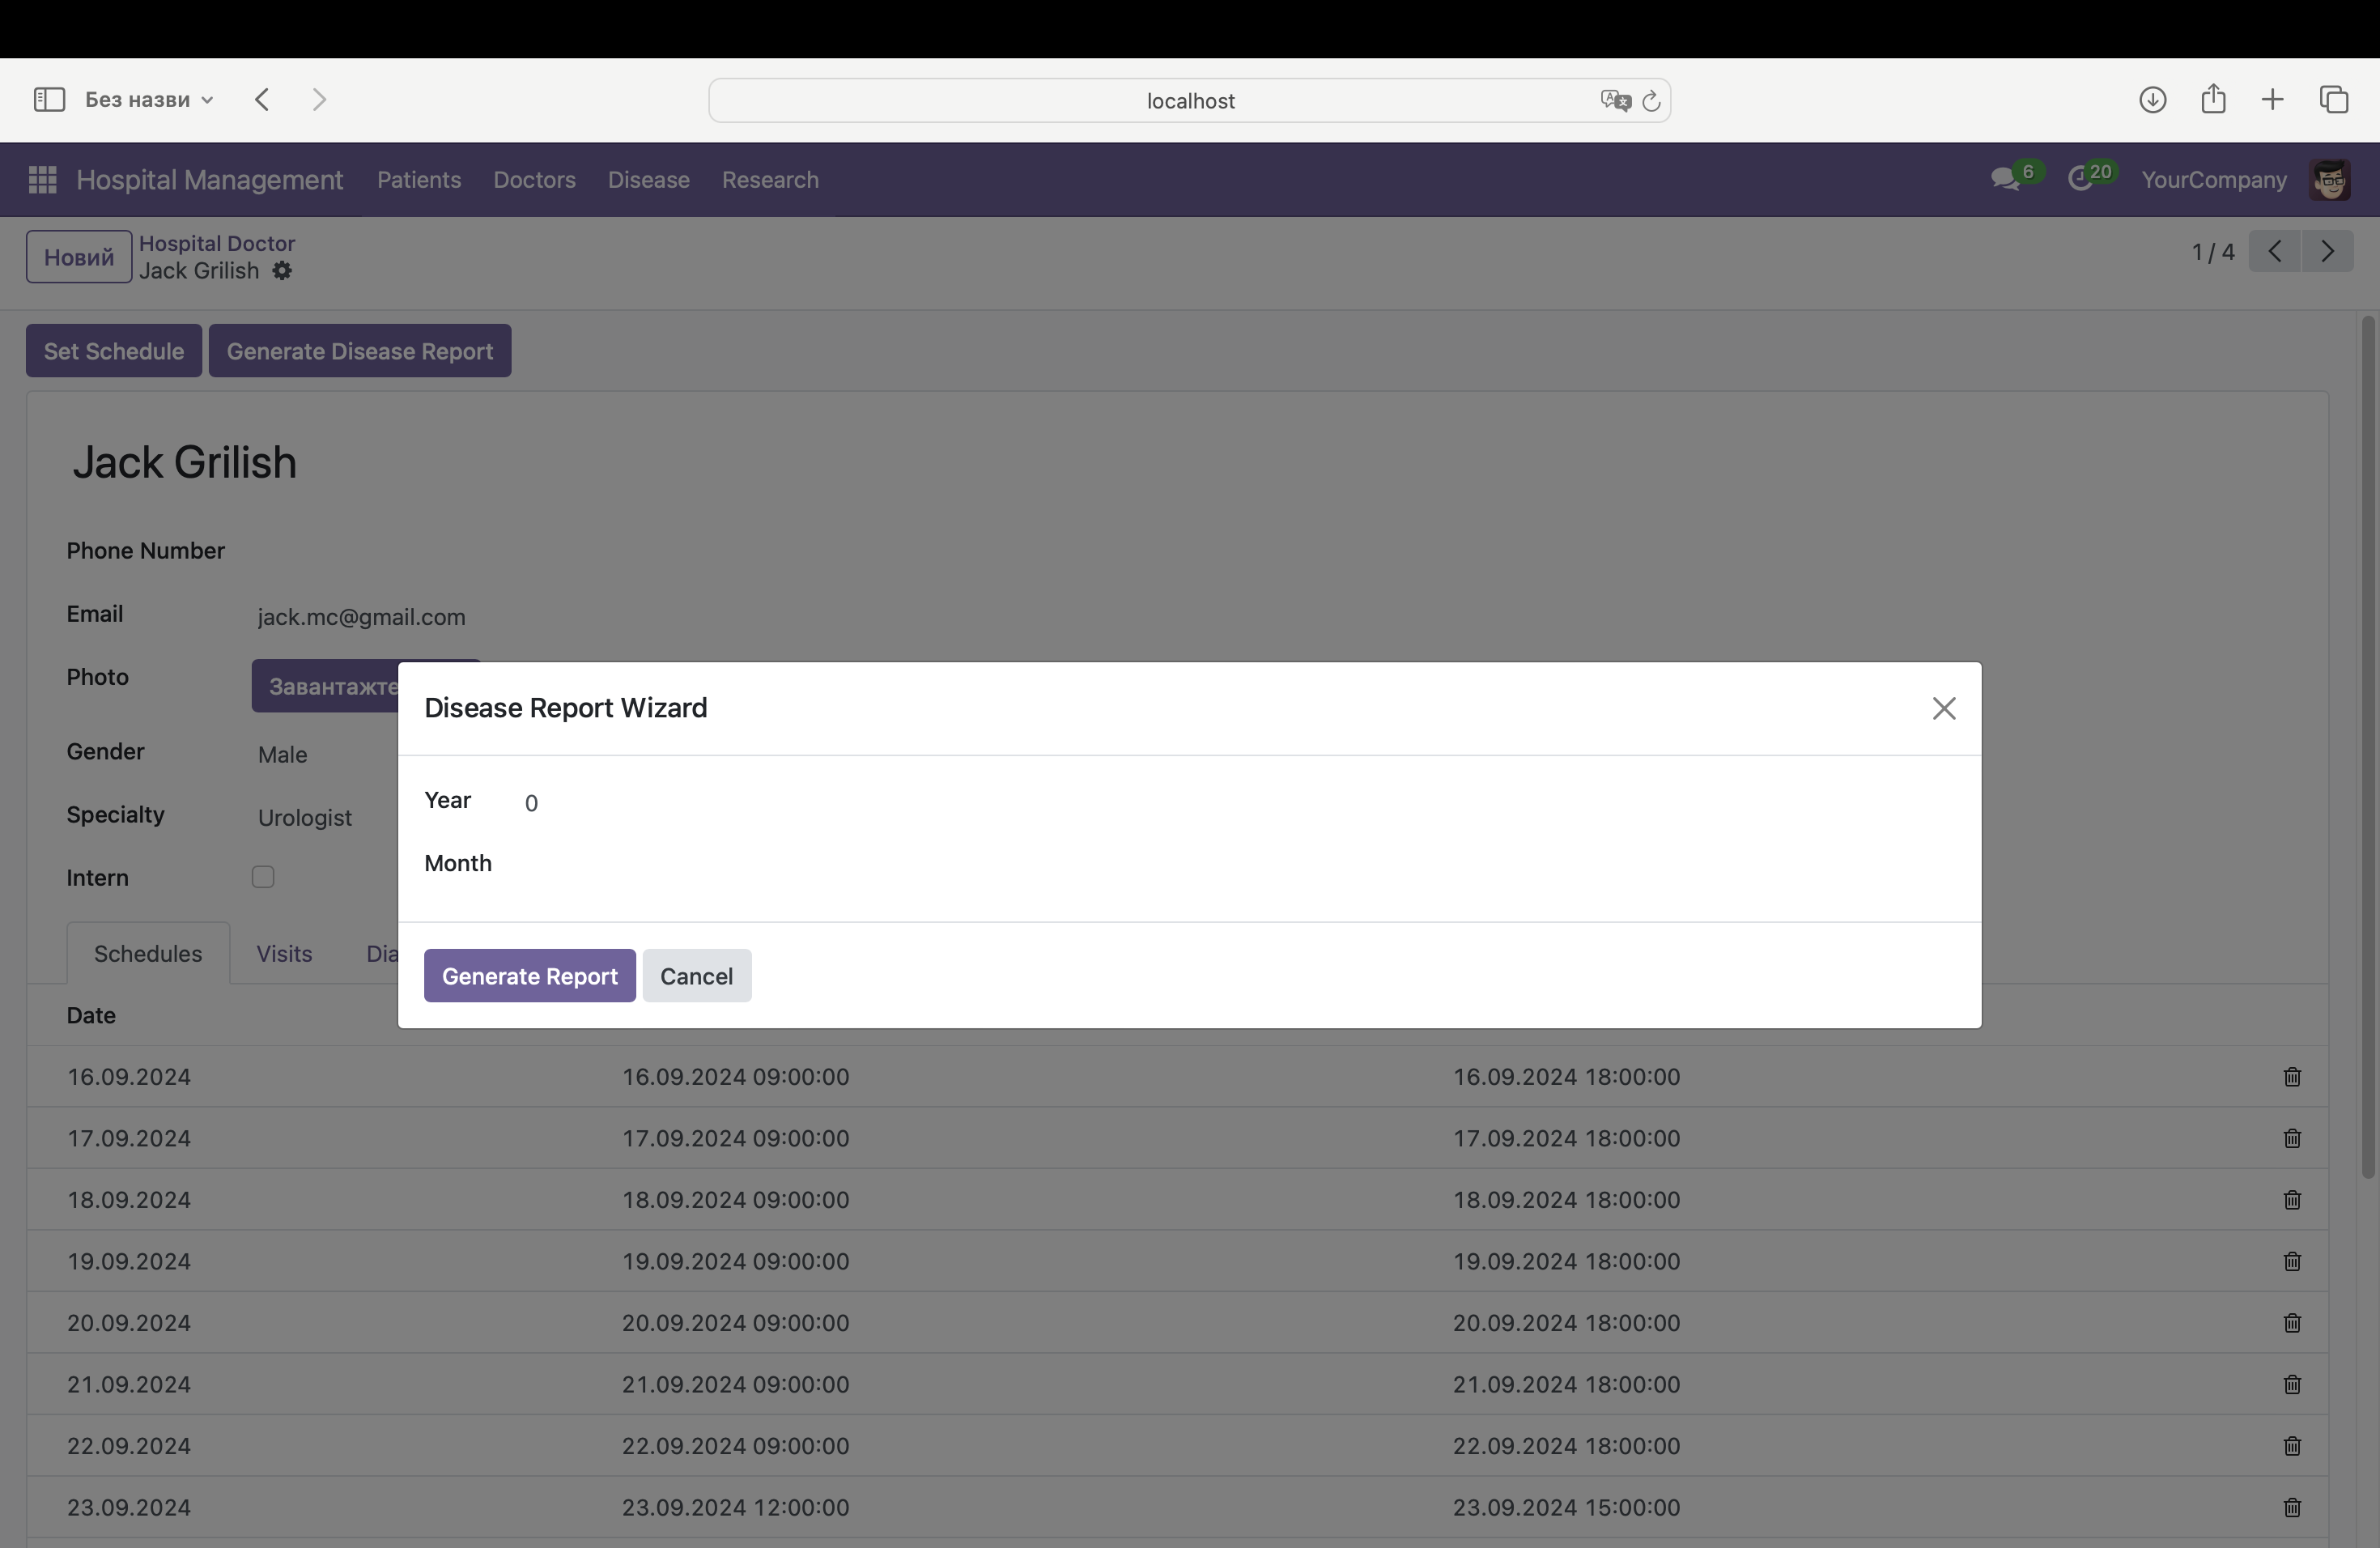 Без назви
localhost
Hospital Management Patients Doctors Disease Research 6 20 YourCompany
Новий Hospital Doctor
Jack Grilish
1 / 4
Set Schedule Generate Disease Report
Jack Grilish
Phone Number
Email jack.mc@gmail.com
Photo Завантажте
Gender Male
Specialty Urologist
Intern
Disease Report Wizard
Year 0
Month
Generate Report Cancel
Schedules Visits Dia
Date
16.09.2024 16.09.2024 09:00:00 16.09.2024 18:00:00
17.09.2024 17.09.2024 09:00:00 17.09.2024 18:00:00
18.09.2024 18.09.2024 09:00:00 18.09.2024 18:00:00
19.09.2024 19.09.2024 09:00:00 19.09.2024 18:00:00
20.09.2024 20.09.2024 09:00:00 20.09.2024 18:00:00
21.09.2024 21.09.2024 09:00:00 21.09.2024 18:00:00
22.09.2024 22.09.2024 09:00:00 22.09.2024 18:00:00
23.09.2024 23.09.2024 12:00:00 23.09.2024 15:00:00